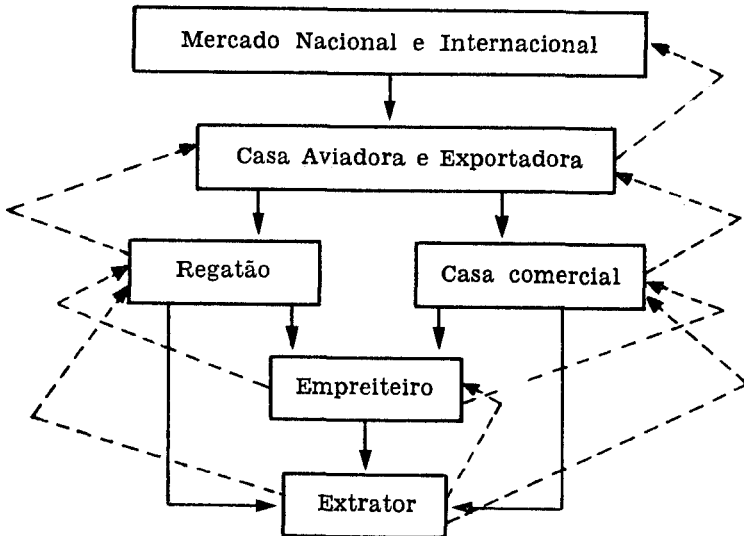 Mercado Nacional e Internacional
Casa Aviadora e Exportadora
Regatão
Casa comercial
Empreiteiro
Extrator